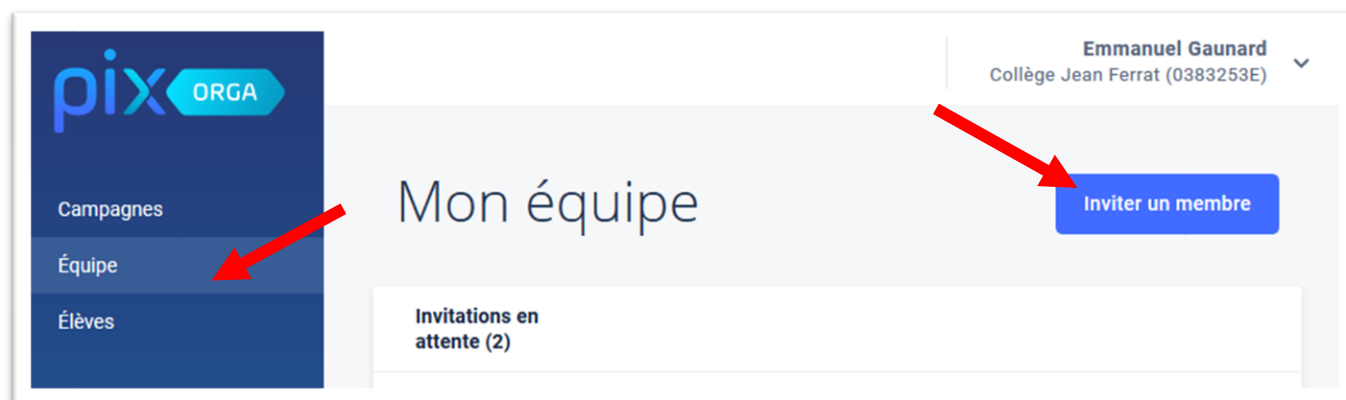 pix ORGA
Emmanuel Gaunard
Collège Jean Ferrat (0383253E)
Campagnes
Équipe
Élèves
Mon équipe
Inviter un membre
Invitations en
attente (2)